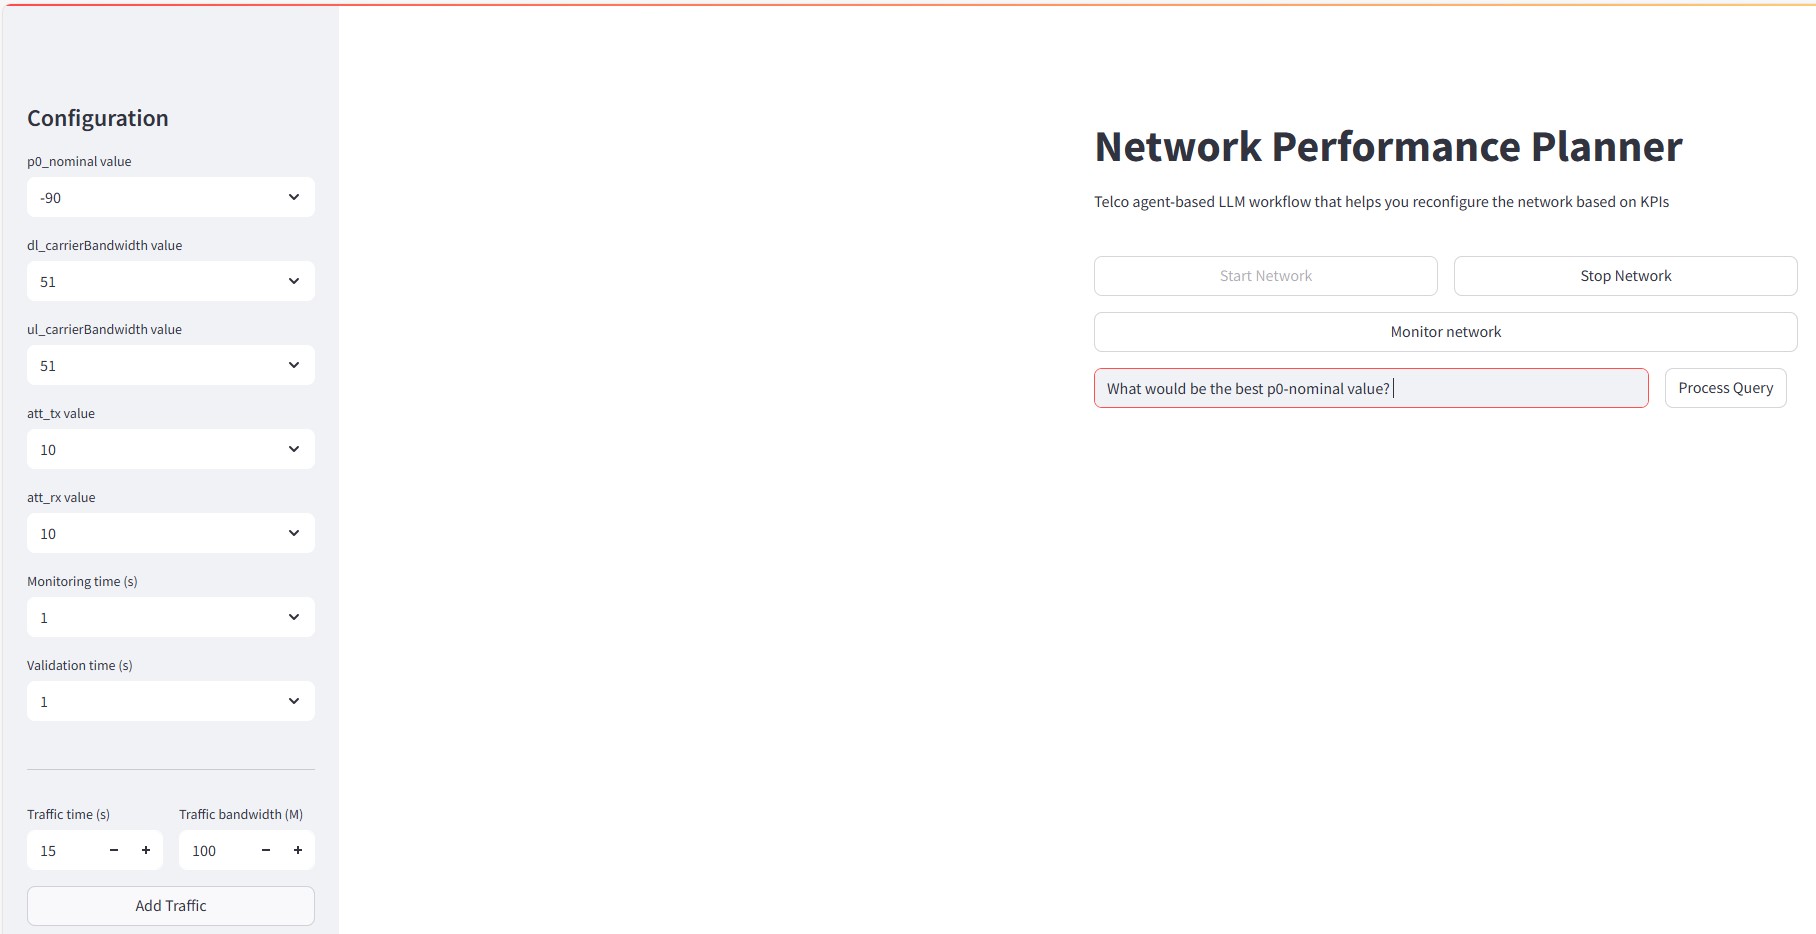 Configuration
p0_nominal value
-90
dl_carrierBandwidth value
51
ul_carrierBandwidth value
51
att_tx value
10
att_rx value
10
Monitoring time (s)
1
Validation time (s)
1
Traffic time (s)
15
Traffic bandwidth (M)
100
Add Traffic
Network Performance Planner
Telco agent-based LLM workflow that helps you reconfigure the network based on KPIs
Start Network
Stop Network
Monitor network
What would be the best p0-nominal value?
Process Query